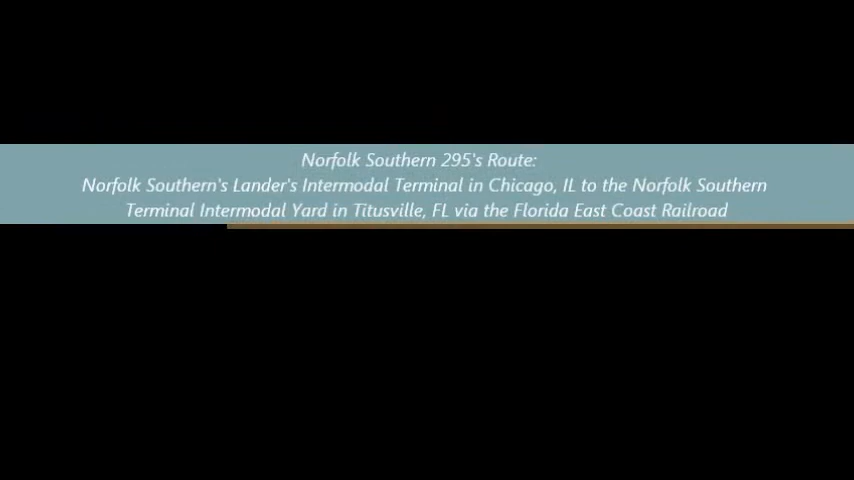 Norfolk Southern 295's Route:
Norfolk Southern's Lander's Intermodal Terminal in Chicago, IL to the Norfolk Southern
Terminal Intermodal Yard in Titusville, FL via the Florida East Coast Railroad